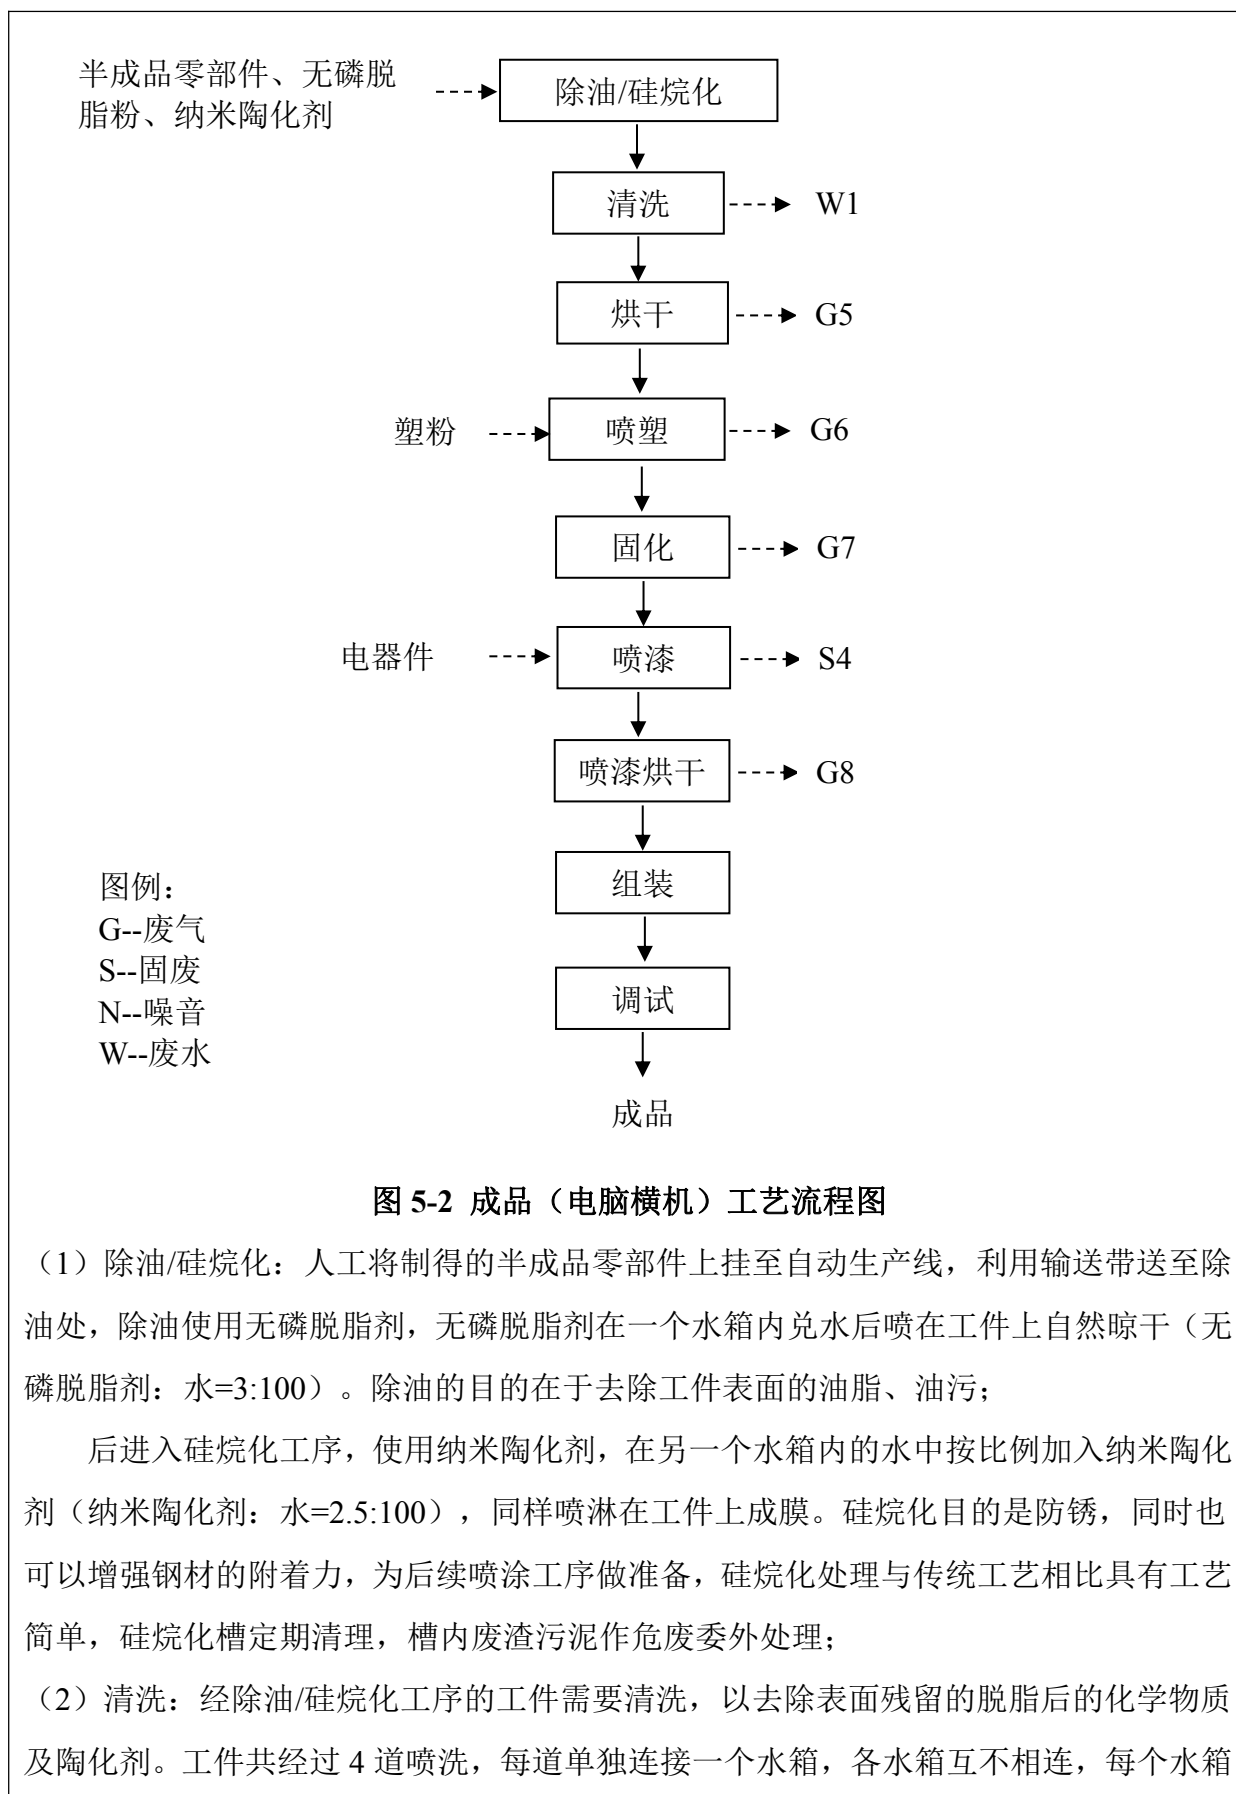 半成品零部件、无磷脱
脂粉、纳米陶化剂
除油/硅烷化
清洗
W1
烘干
G5
塑粉
喷塑
G6
固化
G7
电器件
喷漆
S4
喷漆烘干
G8
组装
图例：
G--废气
S--固废
N--噪音
W--废水
调试
成品
图 5-2 成品（电脑横机）工艺流程图
（1）除油/硅烷化：人工将制得的半成品零部件上挂至自动生产线，利用输送带送至除
油处，除油使用无磷脱脂剂，无磷脱脂剂在一个水箱内兑水后喷在工件上自然晾干（无
磷脱脂剂：水=3:100）。除油的目的在于去除工件表面的油脂、油污；
后进入硅烷化工序，使用纳米陶化剂，在另一个水箱内的水中按比例加入纳米陶化
剂（纳米陶化剂：水=2.5:100），同样喷淋在工件上成膜。硅烷化目的是防锈，同时也
可以增强钢材的附着力，为后续喷涂工序做准备，硅烷化处理与传统工艺相比具有工艺
简单，硅烷化槽定期清理，槽内废渣污泥作危废委外处理；
（2）清洗：经除油/硅烷化工序的工件需要清洗，以去除表面残留的脱脂后的化学物质
及陶化剂。工件共经过 4 道喷洗，每道单独连接一个水箱，各水箱互不相连，每个水箱